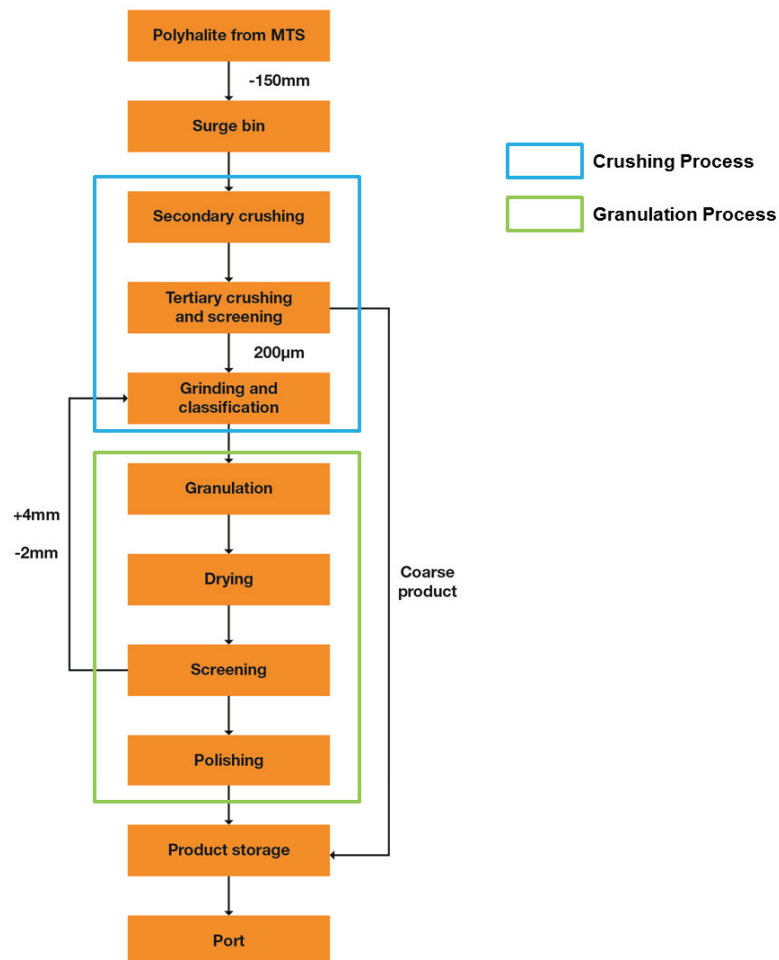 Polyhalite from MTS
-150mm
Surge bin
Crushing Process
Granulation Process
Secondary crushing
Tertiary crushing
and screening
200µm
Grinding and
classification
Granulation
+4mm
-2mm
Drying
Coarse
product
Screening
Polishing
Product storage
Port